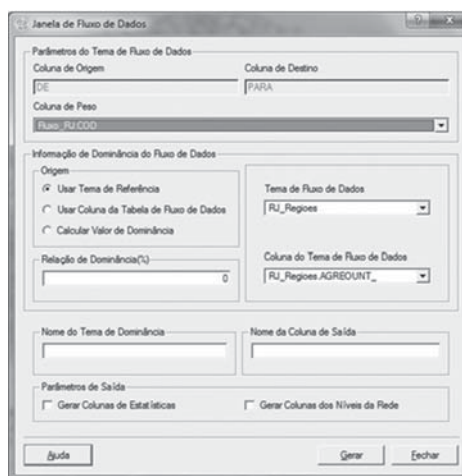 Janela de Fluxo de Dados
Parâmetros do Tema de Fluxo de Dados
Coluna de Origem
Coluna de Destino
DE
PARA
Coluna de Peso
Fluxo_RJ.COD
Informação de Dominância do Fluxo de Dados
Origem
Usar Tema de Referência
Usar Coluna da Tabela de Fluxo de Dados
Calcular Valor de Dominância
Tema de Fluxo de Dados
RJ_Regioes
Relação de Dominância(%)
0
Coluna do Tema de Fluxo de Dados
RJ_Regioes.AGREOUNT_
Nome do Tema de Dominância
Nome da Coluna de Saída
Parâmetros de Saída
Gerar Colunas de Estatísticas
Gerar Colunas dos Níveis da Rede
Ajuda
Gerar
Fechar